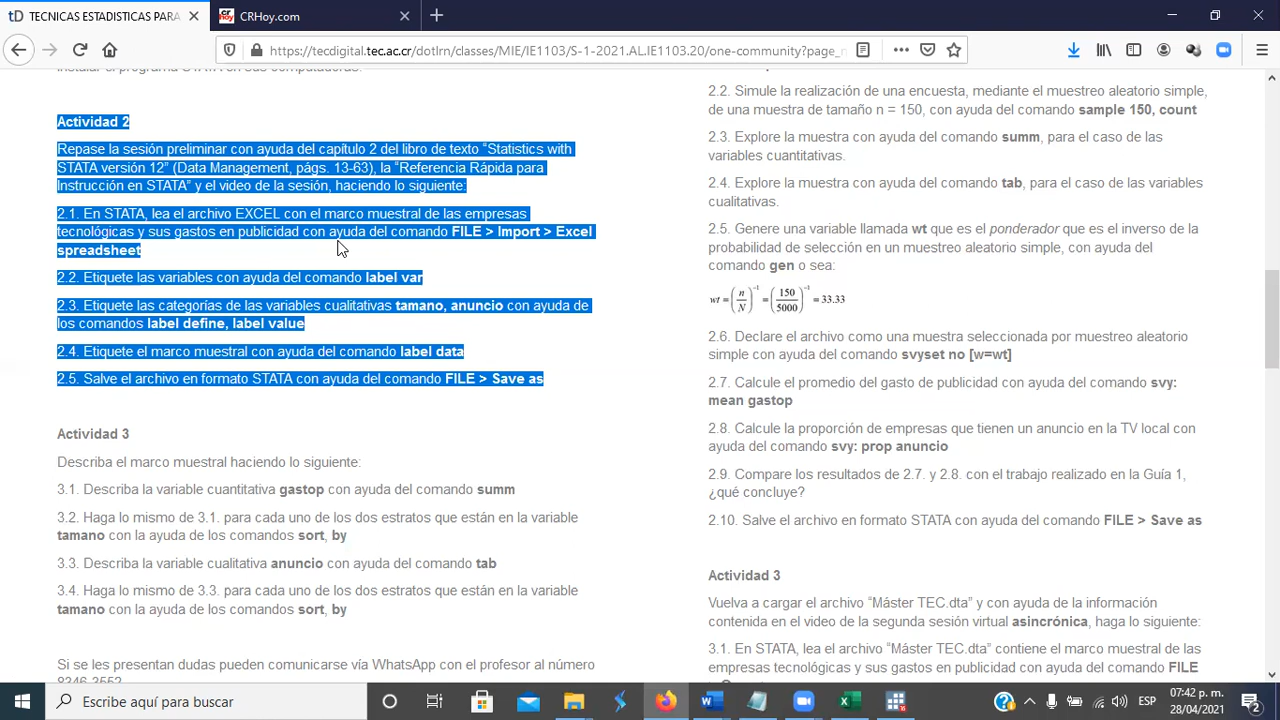 TECNICAS ESTADISTICAS PARA
CRHoy.com
https://tecdigital.tec.ac.cr/dotlrn/classes/MIE/IE1103/S-1-2021.AL.IE1103.20/one-community?page_n
Actividad 2
Repase la sesión preliminar con ayuda del capítulo 2 del libro de texto “Statistics with
STATA versión 12” (Data Management, págs. 13-63), la “Referencia Rápida para
Instrucción en STATA” y el video de la sesión, haciendo lo siguiente:
2.1. En STATA, lea el archivo EXCEL con el marco muestral de las empresas
tecnológicas y sus gastos en publicidad con ayuda del comando FILE > Import > Excel
spreadsheet
2.2. Etiquete las variables con ayuda del comando label var
2.3. Etiquete las categorías de las variables cualitativas tamano, anuncio con ayuda de
los comandos label define, label value
2.4. Etiquete el marco muestral con ayuda del comando label data
2.5. Salve el archivo en formato STATA con ayuda del comando FILE > Save as
Actividad 3
Describa el marco muestral haciendo lo siguiente:
3.1. Describa la variable cuantitativa gastop con ayuda del comando summ
3.2. Haga lo mismo de 3.1. para cada uno de los dos estratos que están en la variable
tamano con la ayuda de los comandos sort, by
3.3. Describa la variable cualitativa anuncio con ayuda del comando tab
3.4. Haga lo mismo de 3.3. para cada uno de los dos estratos que están en la variable
tamano con la ayuda de los comandos sort, by
Si se les presentan dudas pueden comunicarse vía WhatsApp con el profesor al número
2.2. Simule la realización de una encuesta, mediante el muestreo aleatorio simple,
de una muestra de tamaño n = 150, con ayuda del comando sample 150, count
2.3. Explore la muestra con ayuda del comando summ, para el caso de las
variables cuantitativas.
2.4. Explore la muestra con ayuda del comando tab, para el caso de las variables
cualitativas.
2.5. Genere una variable llamada wt que es el ponderador que es el inverso de la
probabilidad de selección en un muestreo aleatorio simple, con ayuda del
comando gen o sea:
wt = (n/N)^-1 = (150/5000)^-1 = 33.33
2.6. Declare el archivo como una muestra seleccionada por muestreo aleatorio
simple con ayuda del comando svyset no [w=wt]
2.7. Calcule el promedio del gasto de publicidad con ayuda del comando svy:
mean gastop
2.8. Calcule la proporción de empresas que tienen un anuncio en la TV local con
ayuda del comando svy: prop anuncio
2.9. Compare los resultados de 2.7. y 2.8. con el trabajo realizado en la Guía 1,
¿qué concluye?
2.10. Salve el archivo en formato STATA con ayuda del comando FILE > Save as
Actividad 3
Vuelva a cargar el archivo “Máster TEC.dta” y con ayuda de la información
contenida en el video de la segunda sesión virtual asincrónica, haga lo siguiente:
3.1. En STATA, lea el archivo “Máster TEC.dta” contiene el marco muestral de las
empresas tecnológicas y sus gastos en publicidad con ayuda del comando FILE
Escribe aquí para buscar
ESP
07:42 p. m.
28/04/2021
2